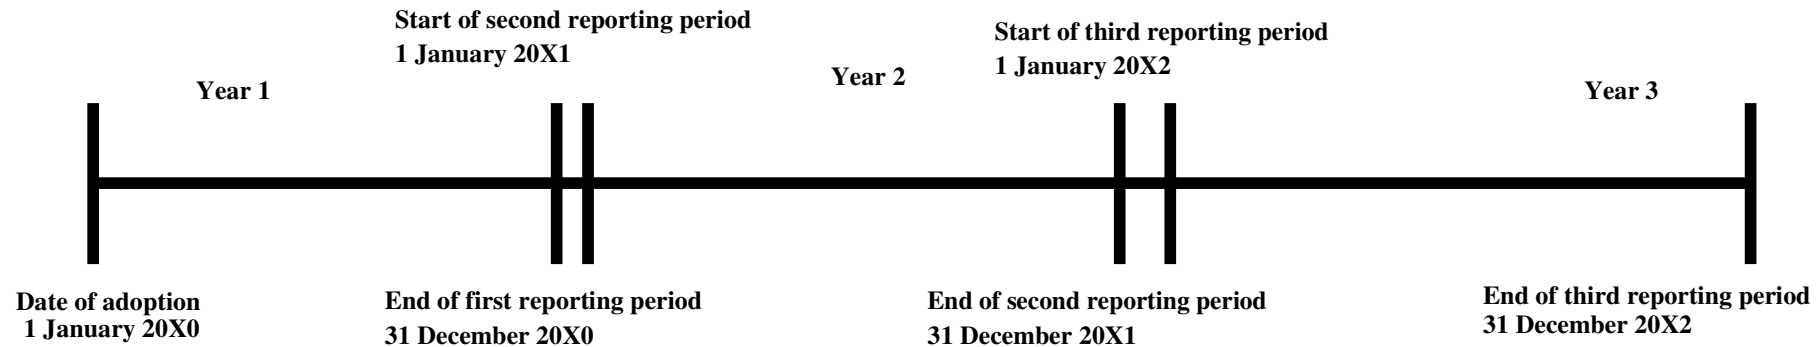 Start of second reporting period
1 January 20X1
Start of third reporting period
1 January 20X2
Year 1
Year 2
Year 3
Date of adoption
1 January 20X0
End of first reporting period
31 December 20X0
End of second reporting period
31 December 20X1
End of third reporting period
31 December 20X2